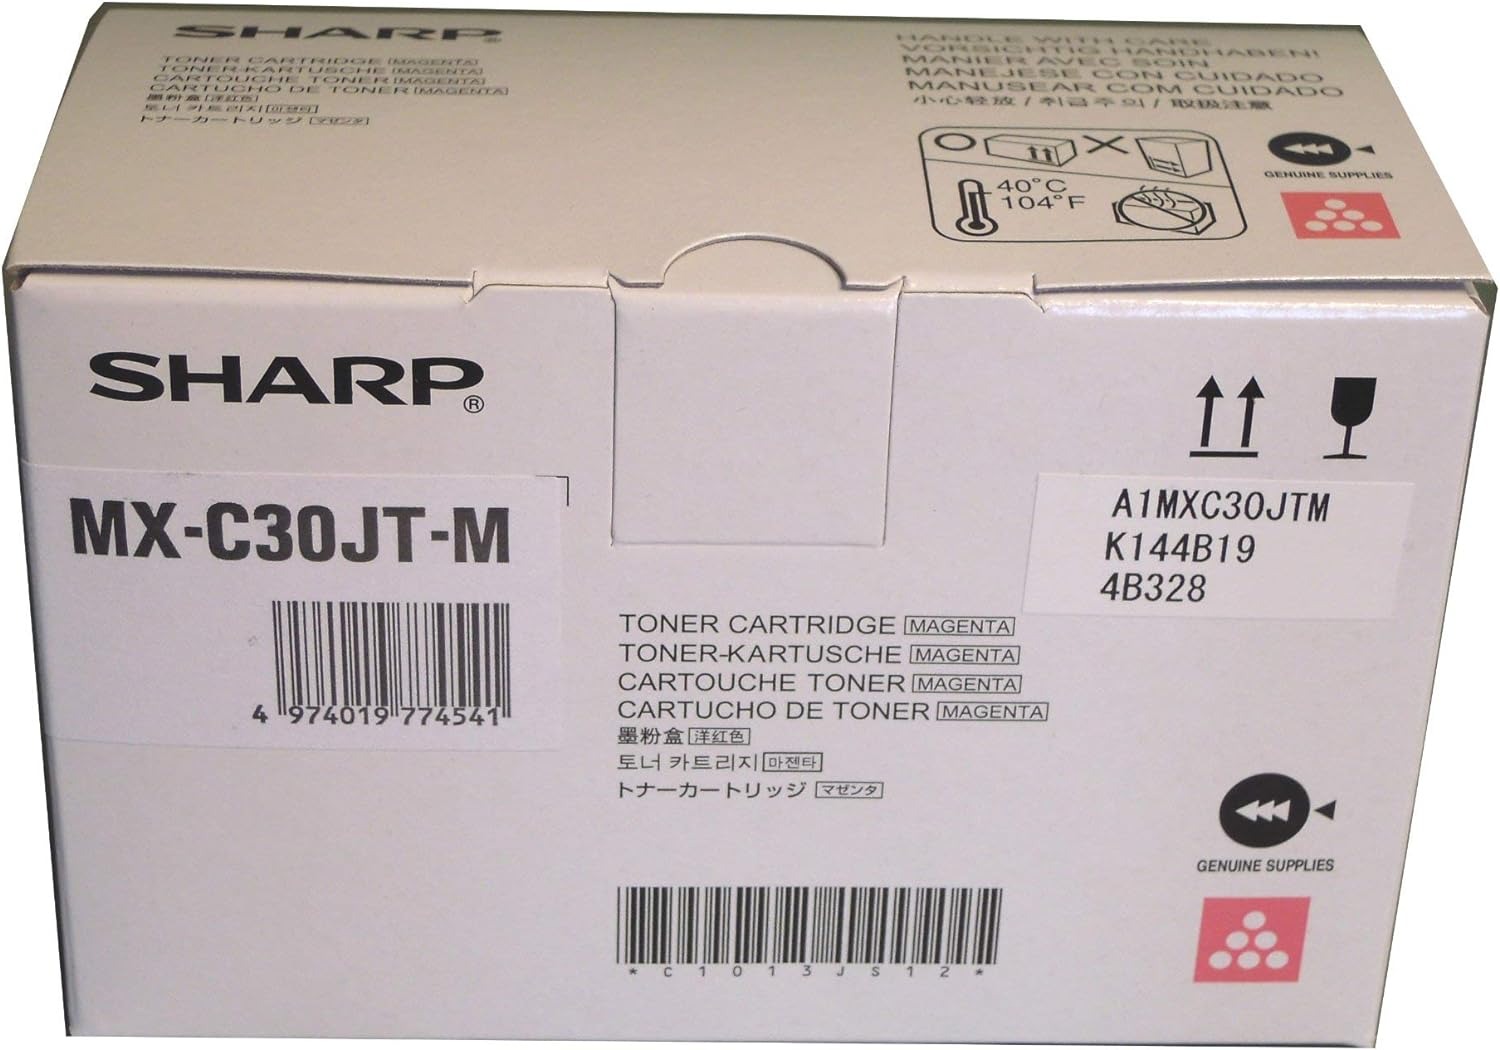 SHARP®
TONER CARTRIDGE MAGENTA
TONER-KARTUSCHE MAGENTA
CARTOUCHE TONER MAGENTA
CARTUCHO DE TONER MAGENTA
墨粉盒 洋红色
토너 카트리지 마젠타
トナーカートリッジ マゼンタ
HANDLE WITH CARE
VORSICHTIG HANDHABEN!
MANIER AVEC SOIN
MANEJESE CON CUIDADO
MANUSEAR COM CUIDADO
小心轻放 / 취급주의 / 取扱注意
40°C
104°F
GENUINE SUPPLIES
SHARP®
MX-C30JT-M
4 974019 774541
A1MXC30JTM
K144B19
4B328
TONER CARTRIDGE MAGENTA
TONER-KARTUSCHE MAGENTA
CARTOUCHE TONER MAGENTA
CARTUCHO DE TONER MAGENTA
墨粉盒 洋红色
토너 카트리지 마젠타
トナーカートリッジ マゼンタ
GENUINE SUPPLIES
*C1013JS12*